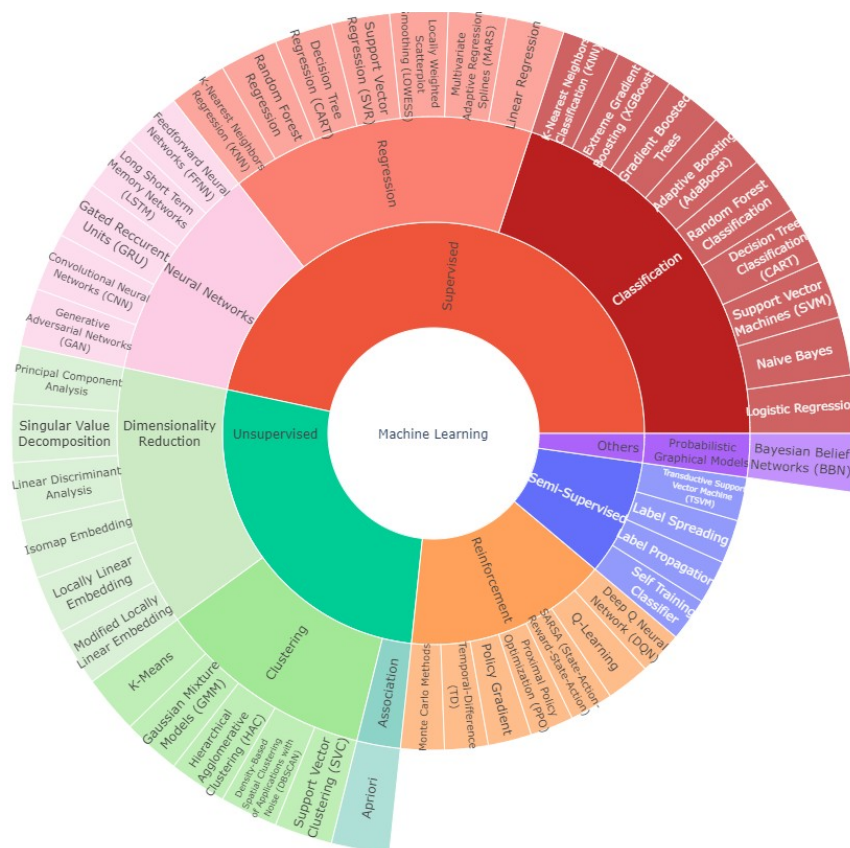 Machine Learning
Supervised
Classification
K-Nearest Neighbors
Classification (KNN)
Extreme Gradient
Boosting (XGBoost)
Gradient Boosted
Trees
Adaptive Boosting
(AdaBoost)
Random Forest
Classification
Decision Tree
Classification
(CART)
Support Vector
Machines (SVM)
Naive Bayes
Logistic Regression
Regression
Linear Regression
Multivariate
Adaptive Regression
Splines (MARS)
Locally Weighted
Scatterplot
Smoothing (LOWESS)
Support Vector
Regression (SVR)
Decision Tree
Regression (CART)
Random Forest
Regression
K-Nearest Neighbors
Regression (KNN)
Neural Networks
Feedforward Neural
Networks (FFNN)
Long Short Term
Memory Networks
(LSTM)
Gated Reccurent
Units (GRU)
Convolutional Neural
Networks (CNN)
Generative
Adversarial Networks
(GAN)
Unsupervised
Dimensionality
Reduction
Principal Component
Analysis
Singular Value
Decomposition
Linear Discriminant
Analysis
Isomap Embedding
Locally Linear
Embedding
Modified Locally
Linear Embedding
Clustering
K-Means
Gaussian Mixture
Models (GMM)
Hierarchical
Agglomerative
Clustering (HAC)
Density-Based
Spatial Clustering
of Applications with
Noise (DBSCAN)
Support Vector
Clustering (SVC)
Association
Apriori
Reinforcement
Monte Carlo Methods
Temporal-Difference
(TD)
Policy Gradient
Proximal Policy
Optimization (PPO)
SARSA (State-Action-
Reward-State-Action)
Q-Learning
Deep Q Neural
Network (DQN)
Semi-Supervised
Self Training
Classifier
Label Propagation
Label Spreading
Transductive Support
Vector Machine
(TSVM)
Others
Probabilistic
Graphical Models
Bayesian Belief
Networks (BBN)